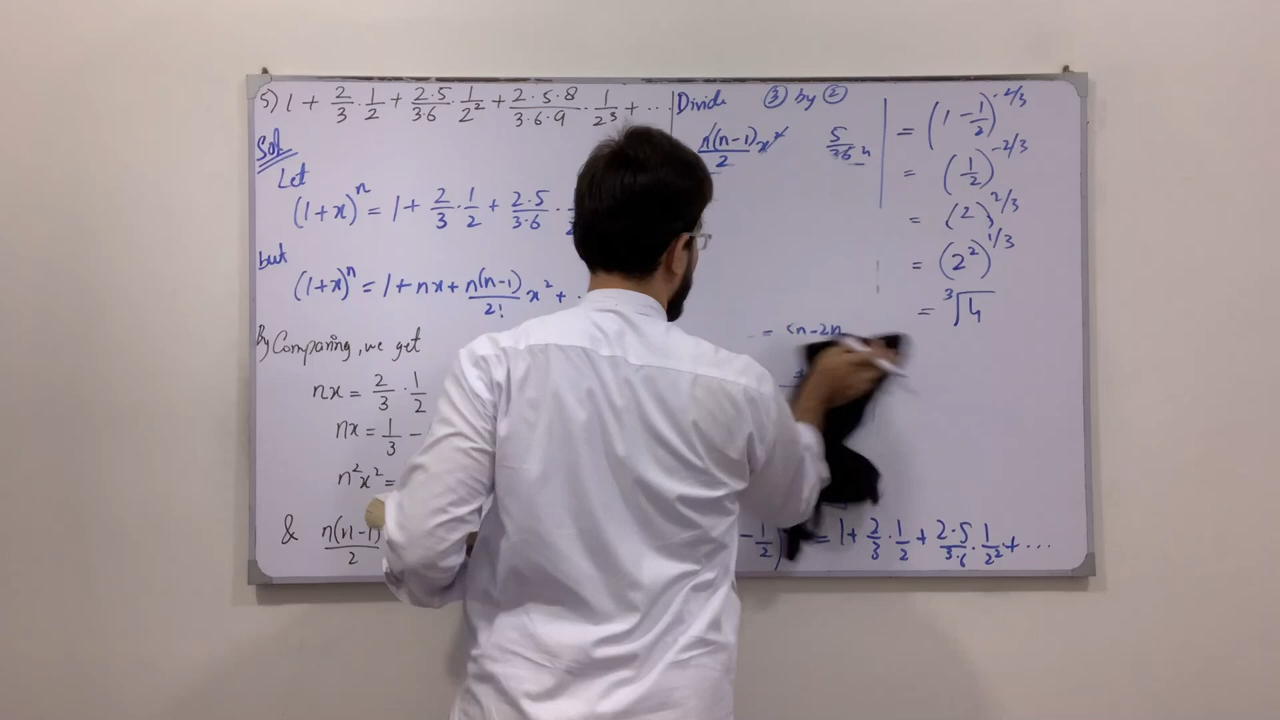 5) 1 + 2/3 · 1/2 + 2·5/3·6 · 1/2² + 2·5·8/3·6·9 · 1/2³ + ...
Sol.
Let
(1+x)ⁿ = 1 + 2/3 · 1/2 + 2·5/3·6 ·
but
(1+x)ⁿ = 1 + nx + n(n-1)/2! x² + .
By Comparing, we get
nx = 2/3 · 1/2
nx = 1/3 -
n²x² =
& n(n-1)/2
Divide ③ by ②
n(n-1)x²/2 5/36
-1/2) = 1 + 2/3 · 1/2 + 2·5/3·6 · 1/2² + ...
= (1 - 1/2)^-2/3
= (1/2)^-2/3
= (2)^2/3
= (2²)^1/3
= ³√4